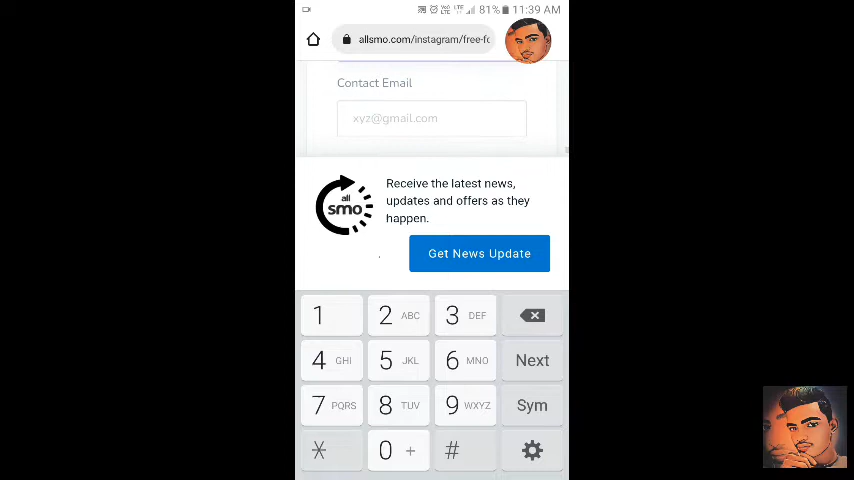 81% 11:39 AM
allsmo.com/instagram/free-fo
Contact Email
xyz@gmail.com
all
smo
Receive the latest news,
updates and offers as they
happen.
Get News Update
1 2 ABC 3 DEF
4 GHI 5 JKL 6 MNO Next
7 PQRS 8 TUV 9 WXYZ Sym
0 + #